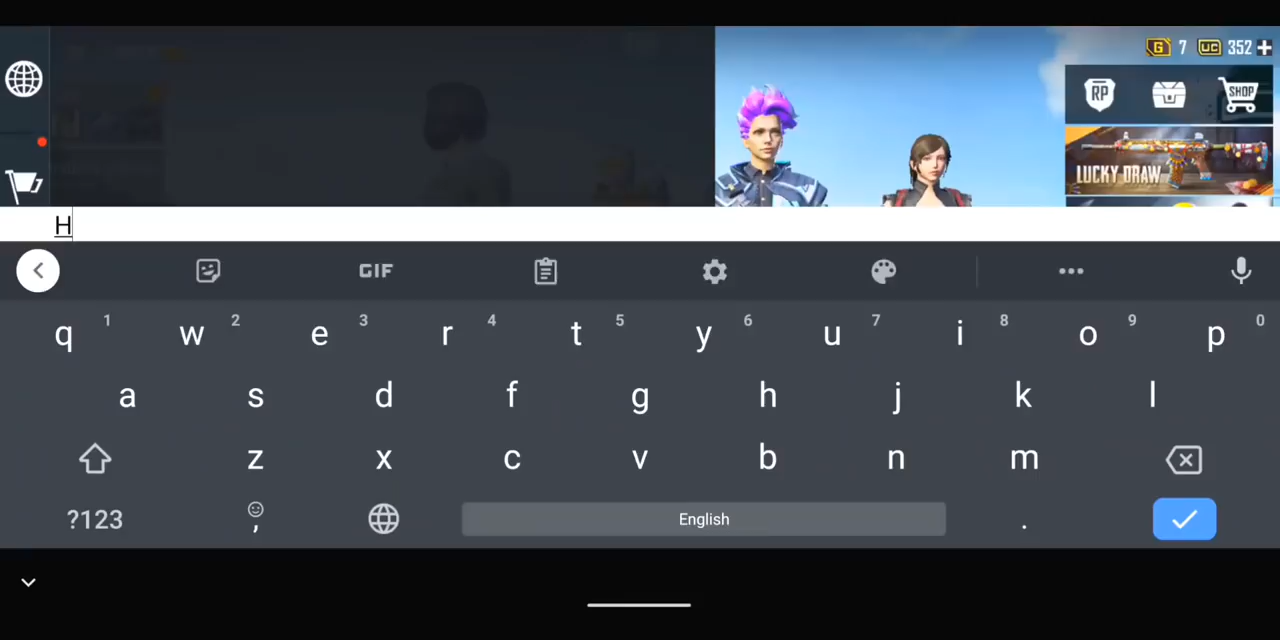 G 7 UC 352
RP SHOP
LUCKY DRAW
H
GIF
q 1 w 2 e 3 r 4 t 5 y 6 u 7 i 8 o 9 p 0
a s d f g h j k l
z x c v b n m
?123 , English .